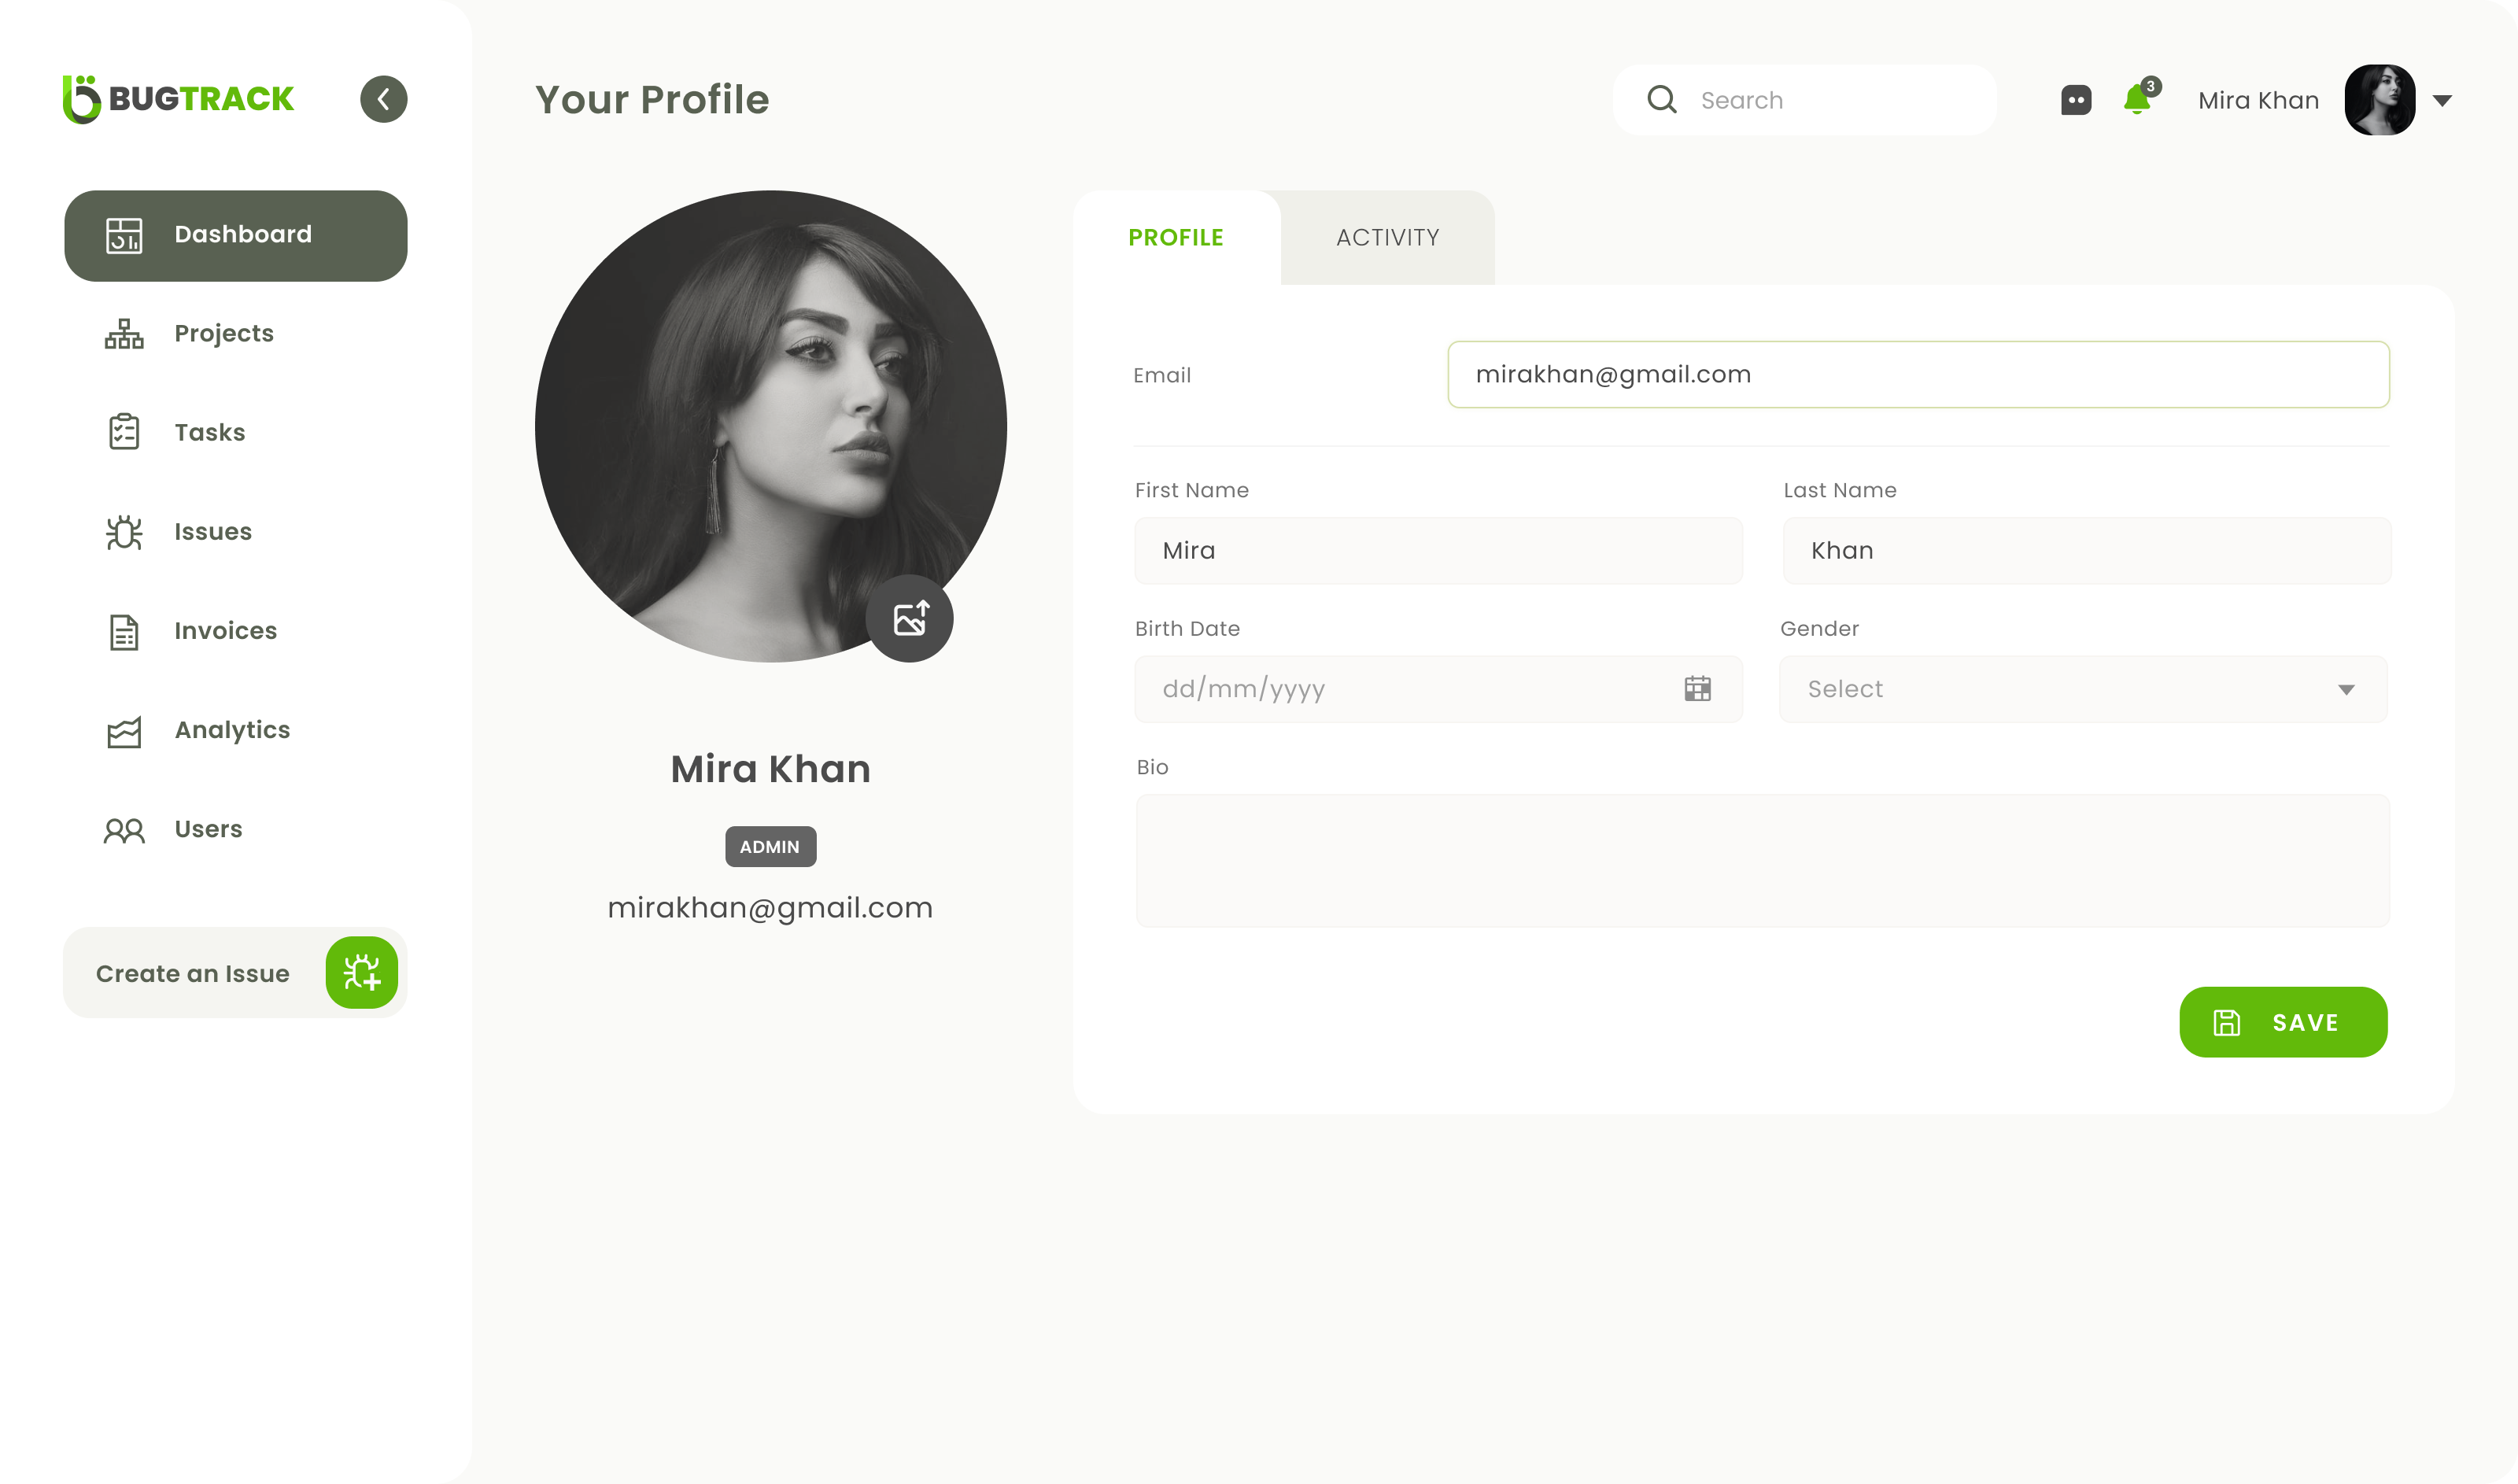 BUGTRACK
Dashboard
Projects
Tasks
Issues
Invoices
Analytics
Users
Create an Issue
Your Profile
Search
3
Mira Khan
Mira Khan
ADMIN
mirakhan@gmail.com
PROFILE
ACTIVITY
Email
mirakhan@gmail.com
First Name
Last Name
Mira
Khan
Birth Date
Gender
dd/mm/yyyy
Select
Bio
SAVE